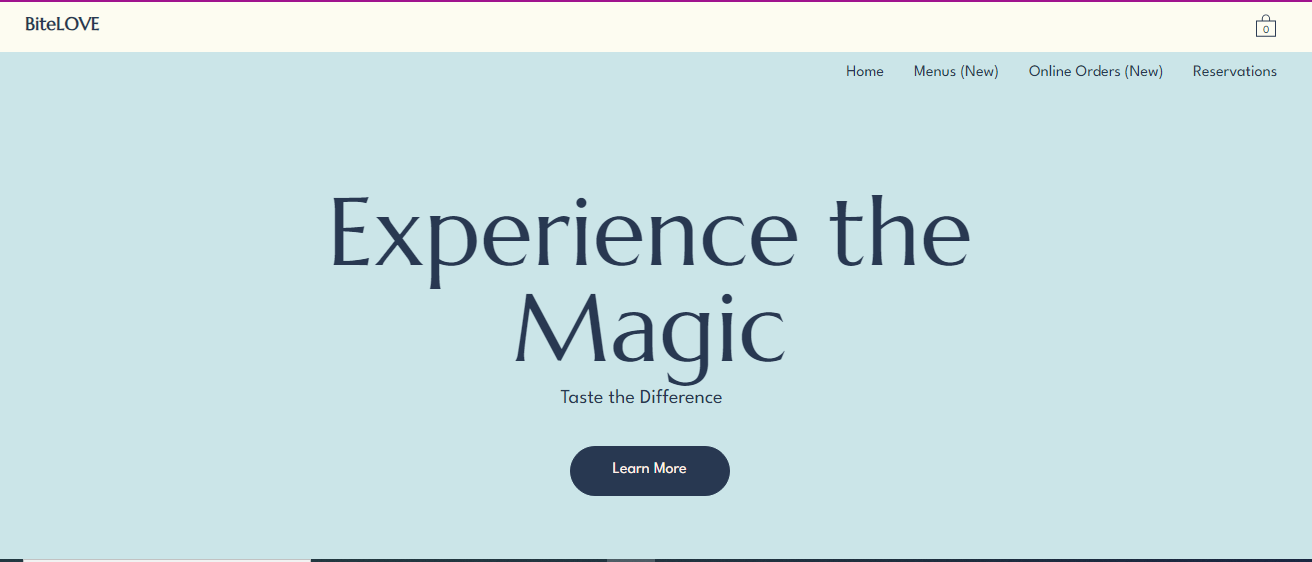 BiteLOVE
0
Home Menus (New) Online Orders (New) Reservations
Experience the
Magic
Taste the Difference
Learn More